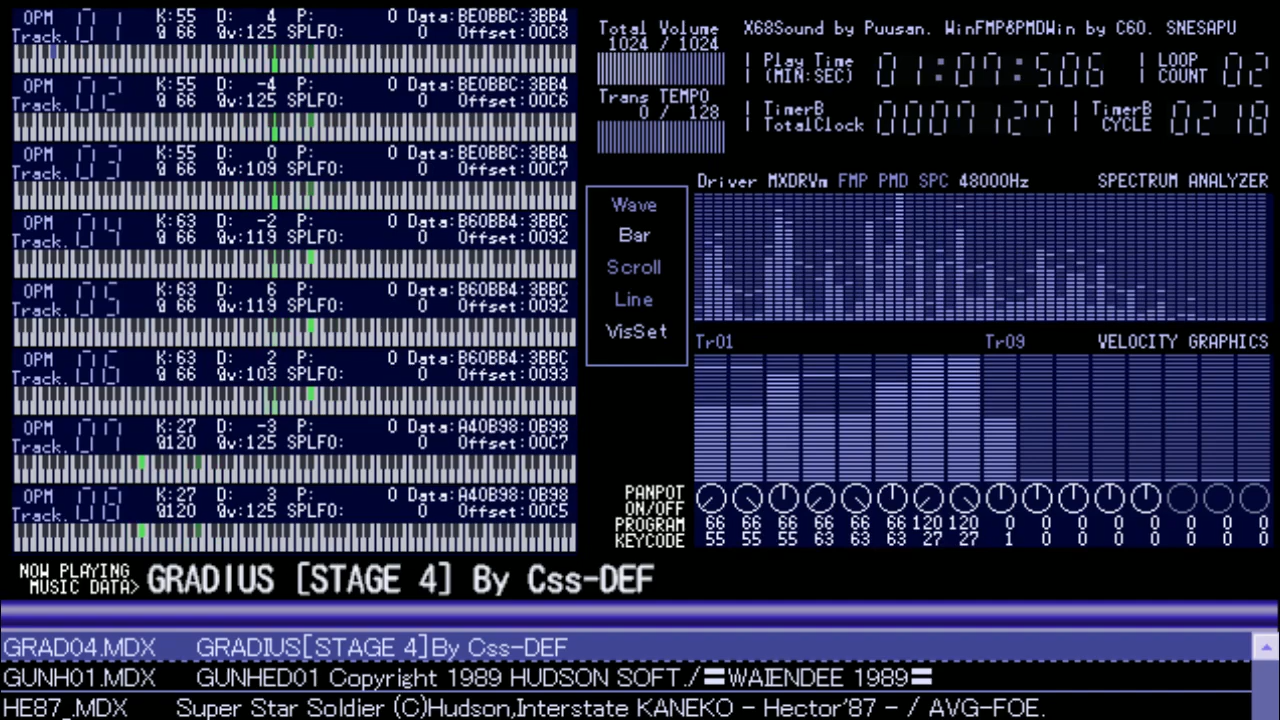 OPM Track.01 K:55 @ 66 D: 4 @v:125 P: 0 SPLFO: 0 Data:BE0BBC:3BB4 Offset:00C8
OPM Track.02 K:55 @ 66 D: -4 @v:125 P: 0 SPLFO: 0 Data:BE0BBC:3BB4 Offset:00C6
OPM Track.03 K:55 @ 66 D: 0 @v:109 P: 0 SPLFO: 0 Data:BE0BBC:3BB4 Offset:00C7
OPM Track.04 K:63 @ 66 D: -2 @v:119 P: 0 SPLFO: 0 Data:B60BB4:3BBC Offset:0092
OPM Track.05 K:63 @ 66 D: 6 @v:119 P: 0 SPLFO: 0 Data:B60BB4:3BBC Offset:0092
OPM Track.06 K:63 @ 66 D: 2 @v:103 P: 0 SPLFO: 0 Data:B60BB4:3BBC Offset:0093
OPM Track.07 K:27 @120 D: -3 @v:125 P: 0 SPLFO: 0 Data:A40B98:0B98 Offset:00C7
OPM Track.08 K:27 @120 D: 3 @v:125 P: 0 SPLFO: 0 Data:A40B98:0B98 Offset:00C5
Total Volume
1024 / 1024
Trans TEMPO
0 / 128
X68Sound by Puusan. WinFMP&PMDWin by C60. SNESAPU
Play Time (MIN:SEC) 01:07:506 LOOP COUNT 02
TimerB TotalClock 0007127 TimerB CYCLE 0218
Wave
Bar
Scroll
Line
VisSet
Driver MXDRVm FMP PMD SPC 48000Hz SPECTRUM ANALYZER
Tr01 Tr09 VELOCITY GRAPHICS
PANPOT
ON/OFF
PROGRAM 66 66 66 66 66 66 120 120 0 0 0 0 0 0 0 0
KEYCODE 55 55 55 63 63 63 27 27 1 0 0 0 0 0 0 0
NOW PLAYING MUSIC DATA> GRADIUS [STAGE 4] By Css-DEF
GRAD04.MDX GRADIUS[STAGE 4]By Css-DEF
GUNH01.MDX GUNHED01 Copyright 1989 HUDSON SOFT./〓WAIENDEE 1989〓
HE87_.MDX Super Star Soldier (C)Hudson,Interstate KANEKO - Hector'87 - / AVG-FOE.